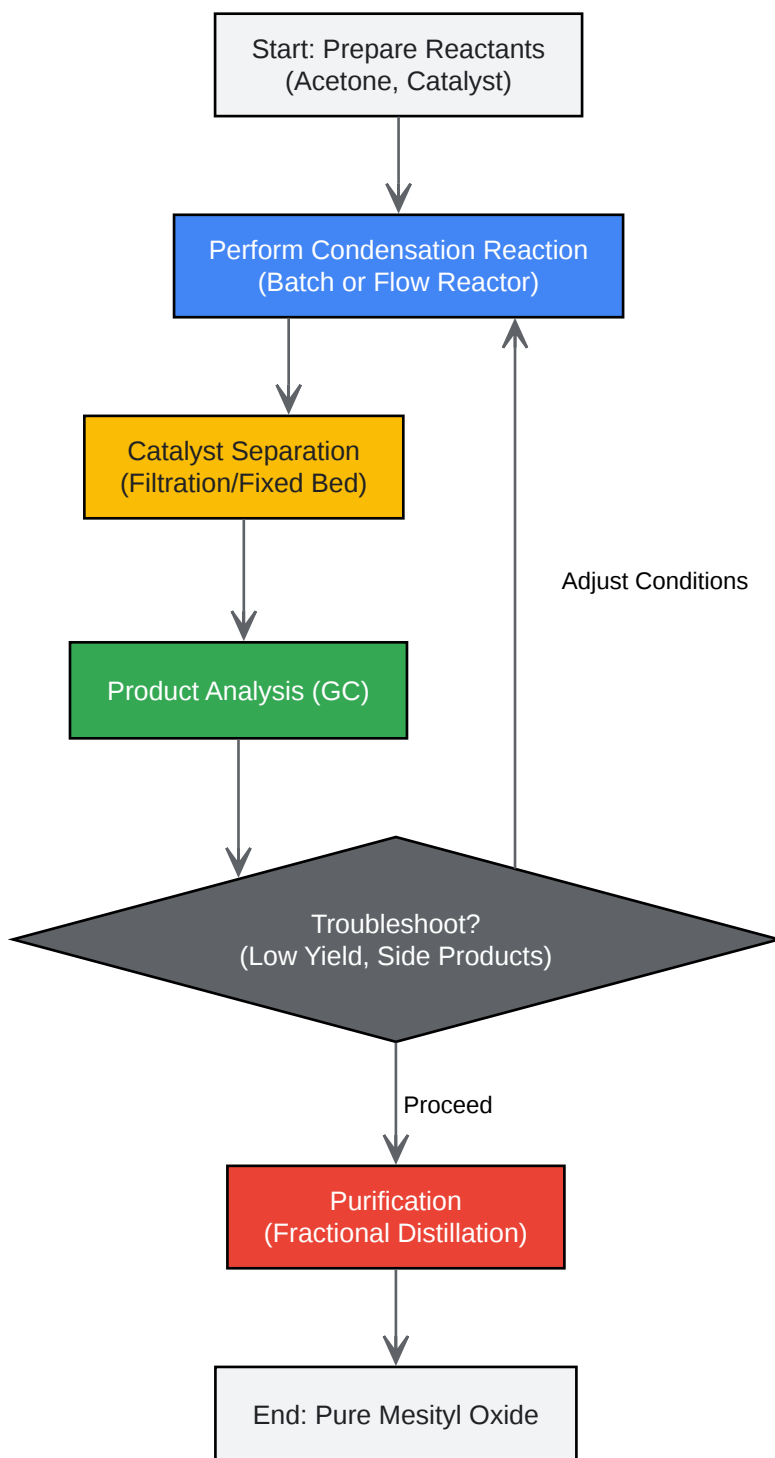 Start: Prepare Reactants
(Acetone, Catalyst)
Perform Condensation Reaction
(Batch or Flow Reactor)
Catalyst Separation
(Filtration/Fixed Bed)
Adjust Conditions
Product Analysis (GC)
Troubleshoot?
(Low Yield, Side Products)
Proceed
Purification
(Fractional Distillation)
End: Pure Mesityl Oxide